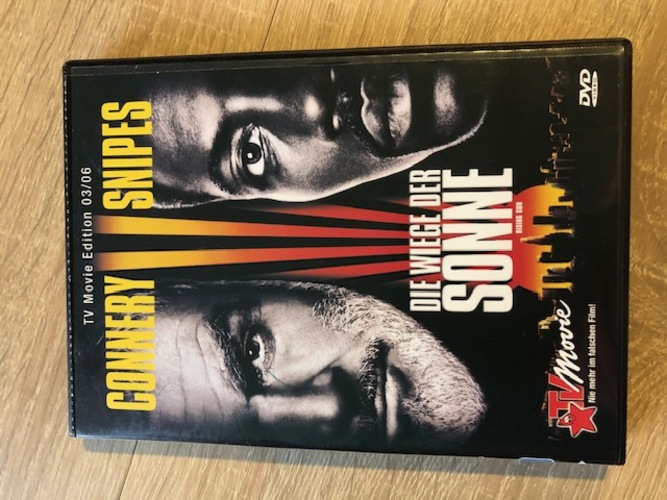 TV Movie Edition 03/06
CONNERY SNIPES
DIE WIEGE DER
SONNE
RISING SUN
TV Movie
Nie mehr im falschen Film!
DVD
VIDEO